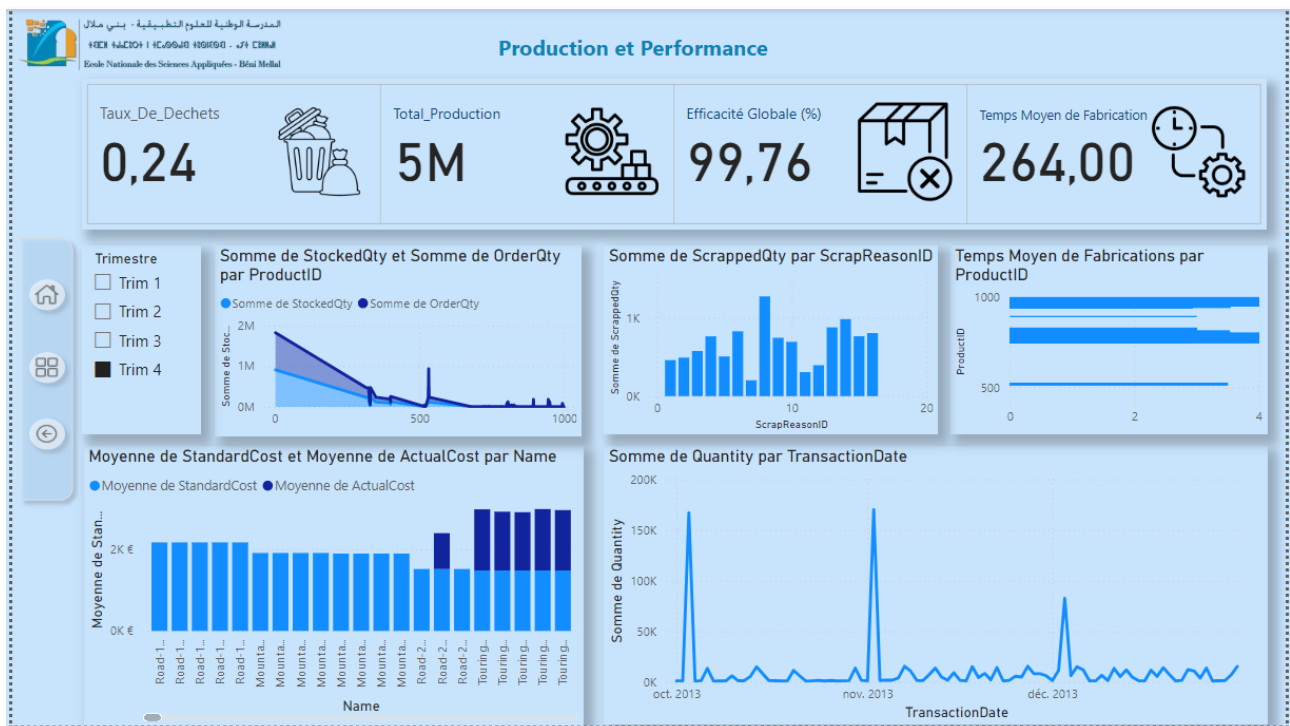 المدرسة الوطنية للعلوم التطبيقية - بني ملال
Ecole Nationale des Sciences Appliquées - Béni Mellal
Production et Performance
Taux_De_Dechets
0,24
Total_Production
5M
Efficacité Globale (%)
99,76
Temps Moyen de Fabrication
264,00
Trimestre
Trim 1
Trim 2
Trim 3
Trim 4
Somme de StockedQty et Somme de OrderQty
par ProductID
Somme de StockedQty Somme de OrderQty
Somme de Stoc...
2M
1M
0M
0 500 1000
Somme de ScrappedQty par ScrapReasonID
Somme de ScrappedQty
1K
0K
0 10 20
ScrapReasonID
Temps Moyen de Fabrications par
ProductID
ProductID
1000
500
0 2 4
Moyenne de StandardCost et Moyenne de ActualCost par Name
Moyenne de StandardCost Moyenne de ActualCost
Moyenne de Stan...
2K €
0K €
Road-1... Road-1... Road-1... Road-1... Road-1... Mounta... Mounta... Mounta... Mounta... Mounta... Mounta... Mounta... Mounta... Road-2... Road-2... Road-2... Touring... Touring... Touring... Touring... Touring...
Name
Somme de Quantity par TransactionDate
Somme de Quantity
200K
150K
100K
50K
0K
oct. 2013 nov. 2013 déc. 2013
TransactionDate